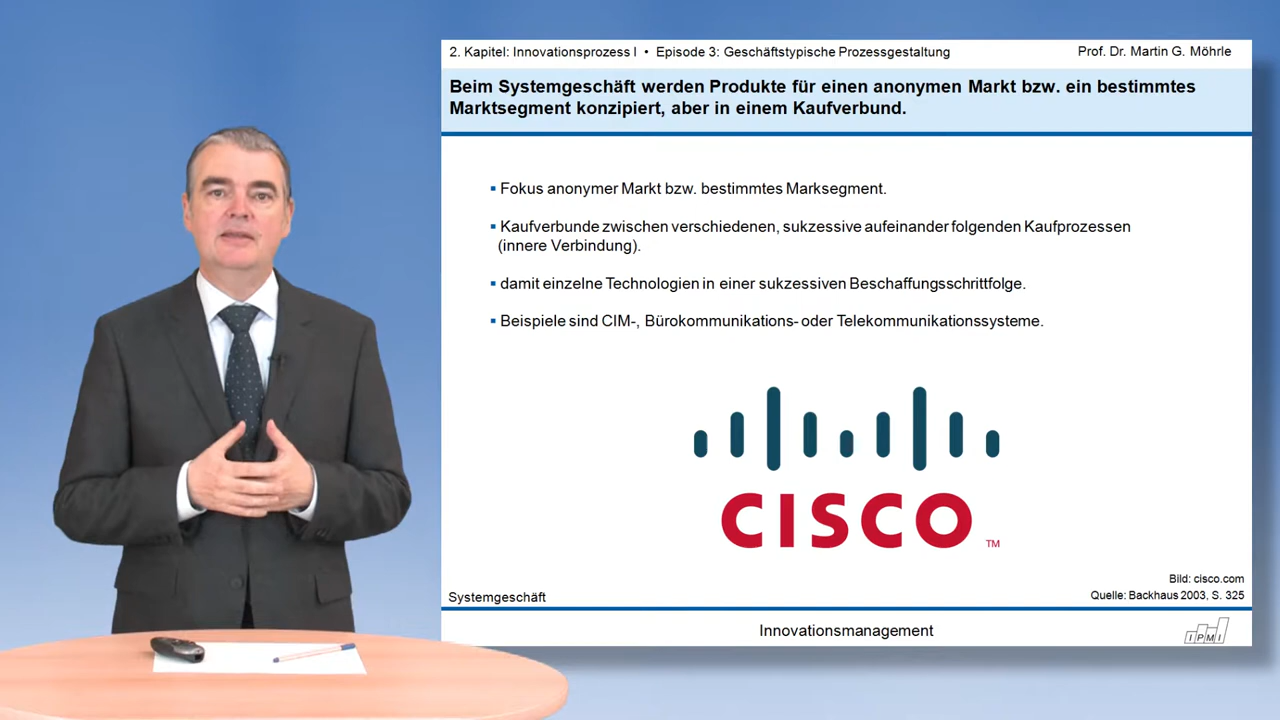 2. Kapitel: Innovationsprozess I • Episode 3: Geschäftstypische Prozessgestaltung
Prof. Dr. Martin G. Möhrle
Beim Systemgeschäft werden Produkte für einen anonymen Markt bzw. ein bestimmtes
Marktsegment konzipiert, aber in einem Kaufverbund.
▪ Fokus anonymer Markt bzw. bestimmtes Marksegment.
▪ Kaufverbunde zwischen verschiedenen, sukzessive aufeinander folgenden Kaufprozessen
(innere Verbindung).
▪ damit einzelne Technologien in einer sukzessiven Beschaffungsschrittfolge.
▪ Beispiele sind CIM-, Bürokommunikations- oder Telekommunikationssysteme.
CISCO
TM
Bild: cisco.com
Quelle: Backhaus 2003, S. 325
Systemgeschäft
Innovationsmanagement
IPMI